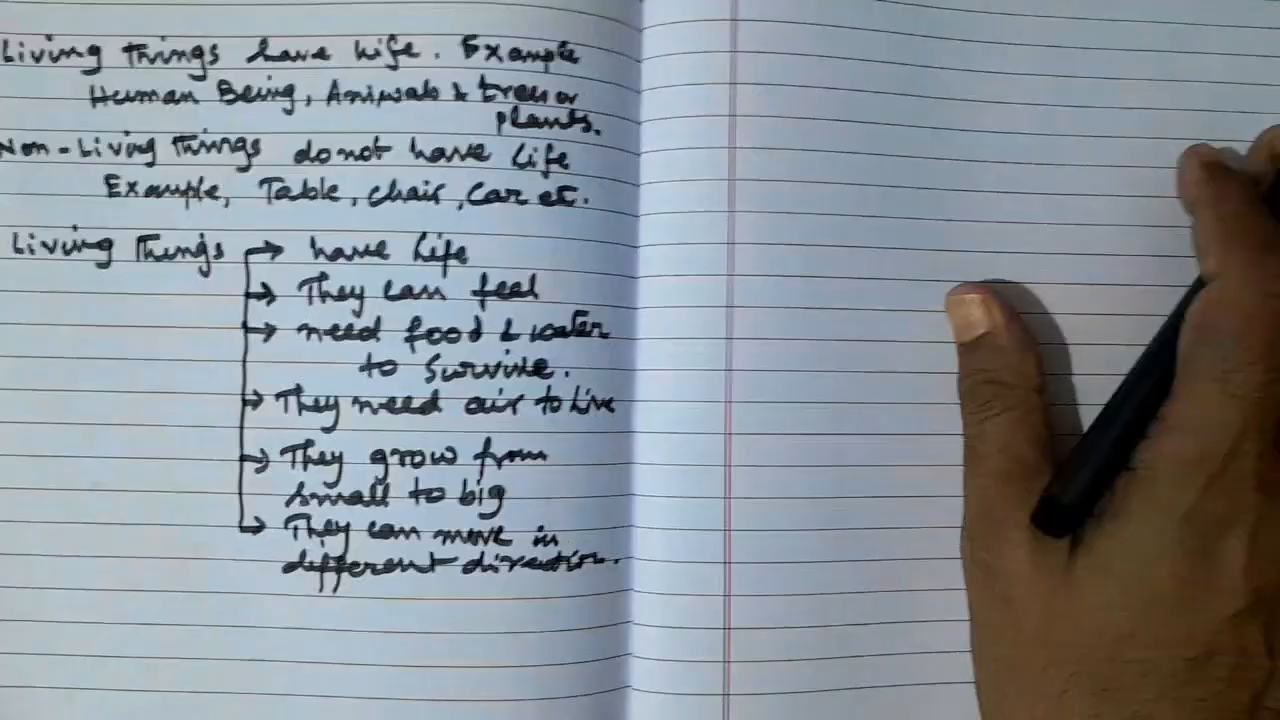 Living Things have life. Example
Human Being, Animals & trees or
plants.
Non-Living Things do not have life
Example, Table, chair, Car etc.
Living Things → have life
→ They can feel
→ need food & water
to survive.
→ They need air to live
→ They grow from
small to big
→ They can move in
different direction.